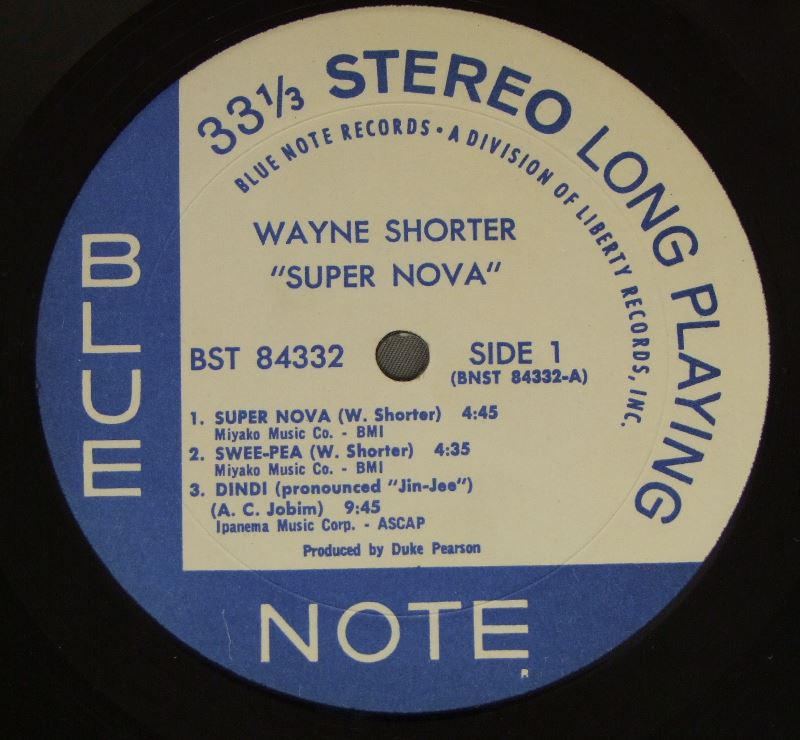 33⅓ STEREO LONG PLAYING
BLUE NOTE RECORDS • A DIVISION OF LIBERTY RECORDS, INC.
WAYNE SHORTER
"SUPER NOVA"
BST 84332
SIDE 1
(BNST 84332-A)
1. SUPER NOVA (W. Shorter) 4:45
Miyako Music Co. - BMI
2. SWEE-PEA (W. Shorter) 4:35
Miyako Music Co. - BMI
3. DINDI (pronounced "Jin-Jee")
(A. C. Jobim) 9:45
Ipanema Music Corp. - ASCAP
Produced by Duke Pearson
BLUE
NOTE
R